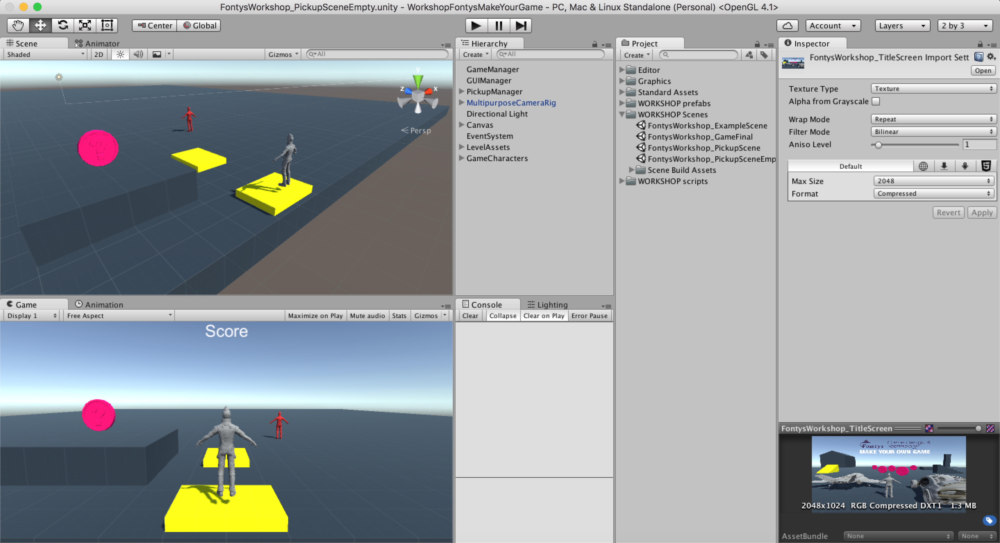 FontysWorkshop_PickupSceneEmpty.unity - WorkshopFontysMakeYourGame - PC, Mac & Linux Standalone (Personal) <OpenGL 4.1>
Center Global
Account Layers 2 by 3
Scene Animator
Shaded 2D Gizmos All
y
z x
Persp
Hierarchy
Create All
GameManager
GUIManager
PickupManager
MultipurposeCameraRig
Directional Light
Canvas
EventSystem
LevelAssets
GameCharacters
Project
Create
Editor
Graphics
Standard Assets
WORKSHOP prefabs
WORKSHOP Scenes
FontysWorkshop_ExampleScene
FontysWorkshop_GameFinal
FontysWorkshop_PickupScene
FontysWorkshop_PickupSceneEmp
Scene Build Assets
WORKSHOP scripts
Inspector
FontysWorkshop_TitleScreen Import Sett
Open
Texture Type Texture
Alpha from Grayscale
Wrap Mode Repeat
Filter Mode Bilinear
Aniso Level 1
Default
Max Size 2048
Format Compressed
Revert Apply
Game Animation
Display 1 Free Aspect Maximize on Play Mute audio Stats Gizmos
Score
?
Console Lighting
Clear Collapse Clear on Play Error Pause
FontysWorkshop_TitleScreen
Fontys
MAKE YOUR OWN GAME
2048x1024 RGB Compressed DXT1 1.3 MB
AssetBundle None None